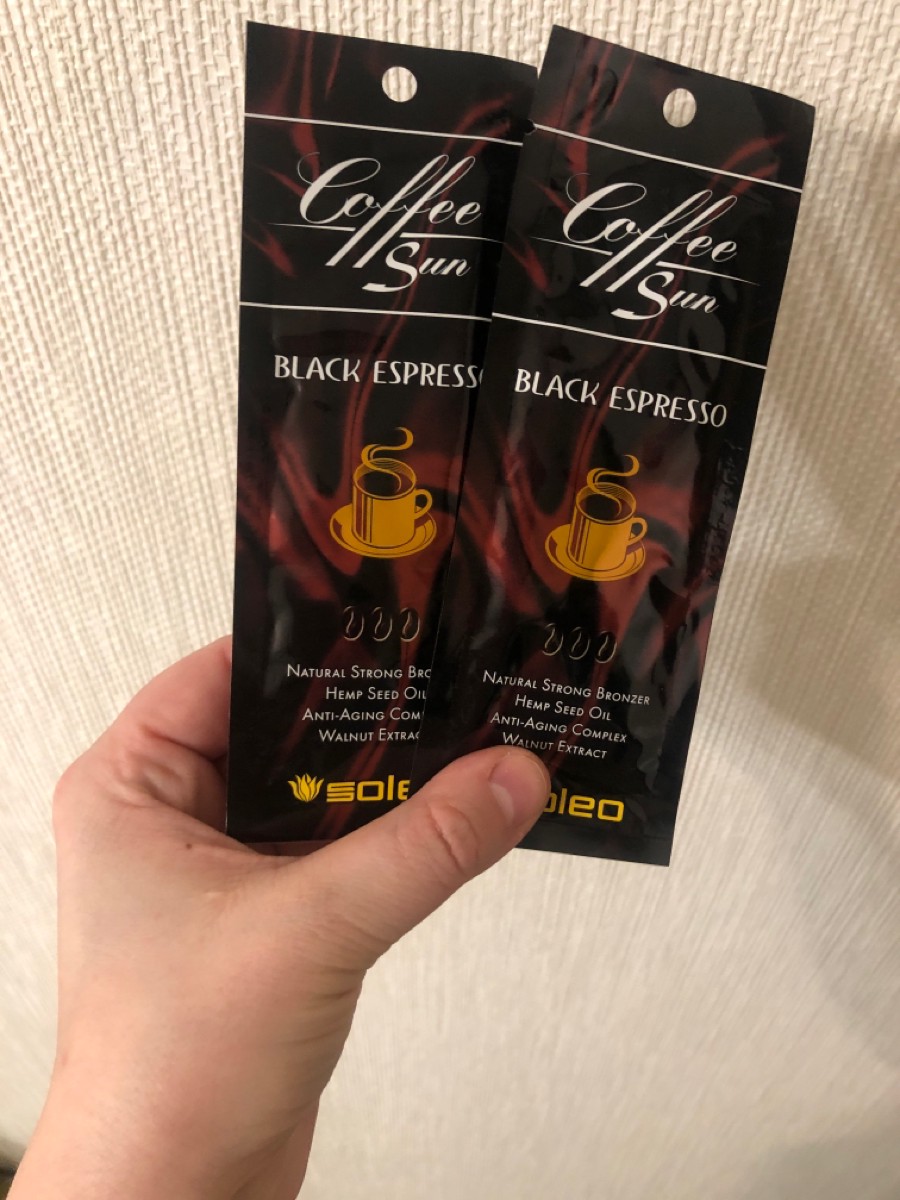 Coffee
Sun
BLACK ESPRESSO
NATURAL STRONG
HEMP SEED OIL
ANTI-AGING
WALNUT
Coffee
Sun
BLACK ESPRESSO
NATURAL STRONG BRONZER
HEMP SEED OIL
ANTI-AGING COMPLEX
WALNUT EXTRACT